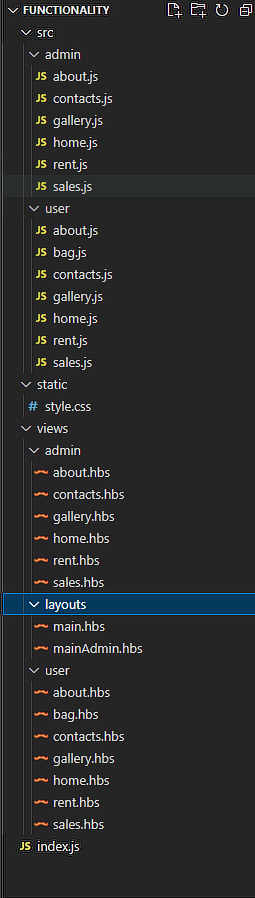 FUNCTIONALITY
src
admin
JS about.js
JS contacts.js
JS gallery.js
JS home.js
JS rent.js
JS sales.js
user
JS about.js
JS bag.js
JS contacts.js
JS gallery.js
JS home.js
JS rent.js
JS sales.js
static
# style.css
views
admin
about.hbs
contacts.hbs
gallery.hbs
home.hbs
rent.hbs
sales.hbs
layouts
main.hbs
mainAdmin.hbs
user
about.hbs
bag.hbs
contacts.hbs
gallery.hbs
home.hbs
rent.hbs
sales.hbs
JS index.js